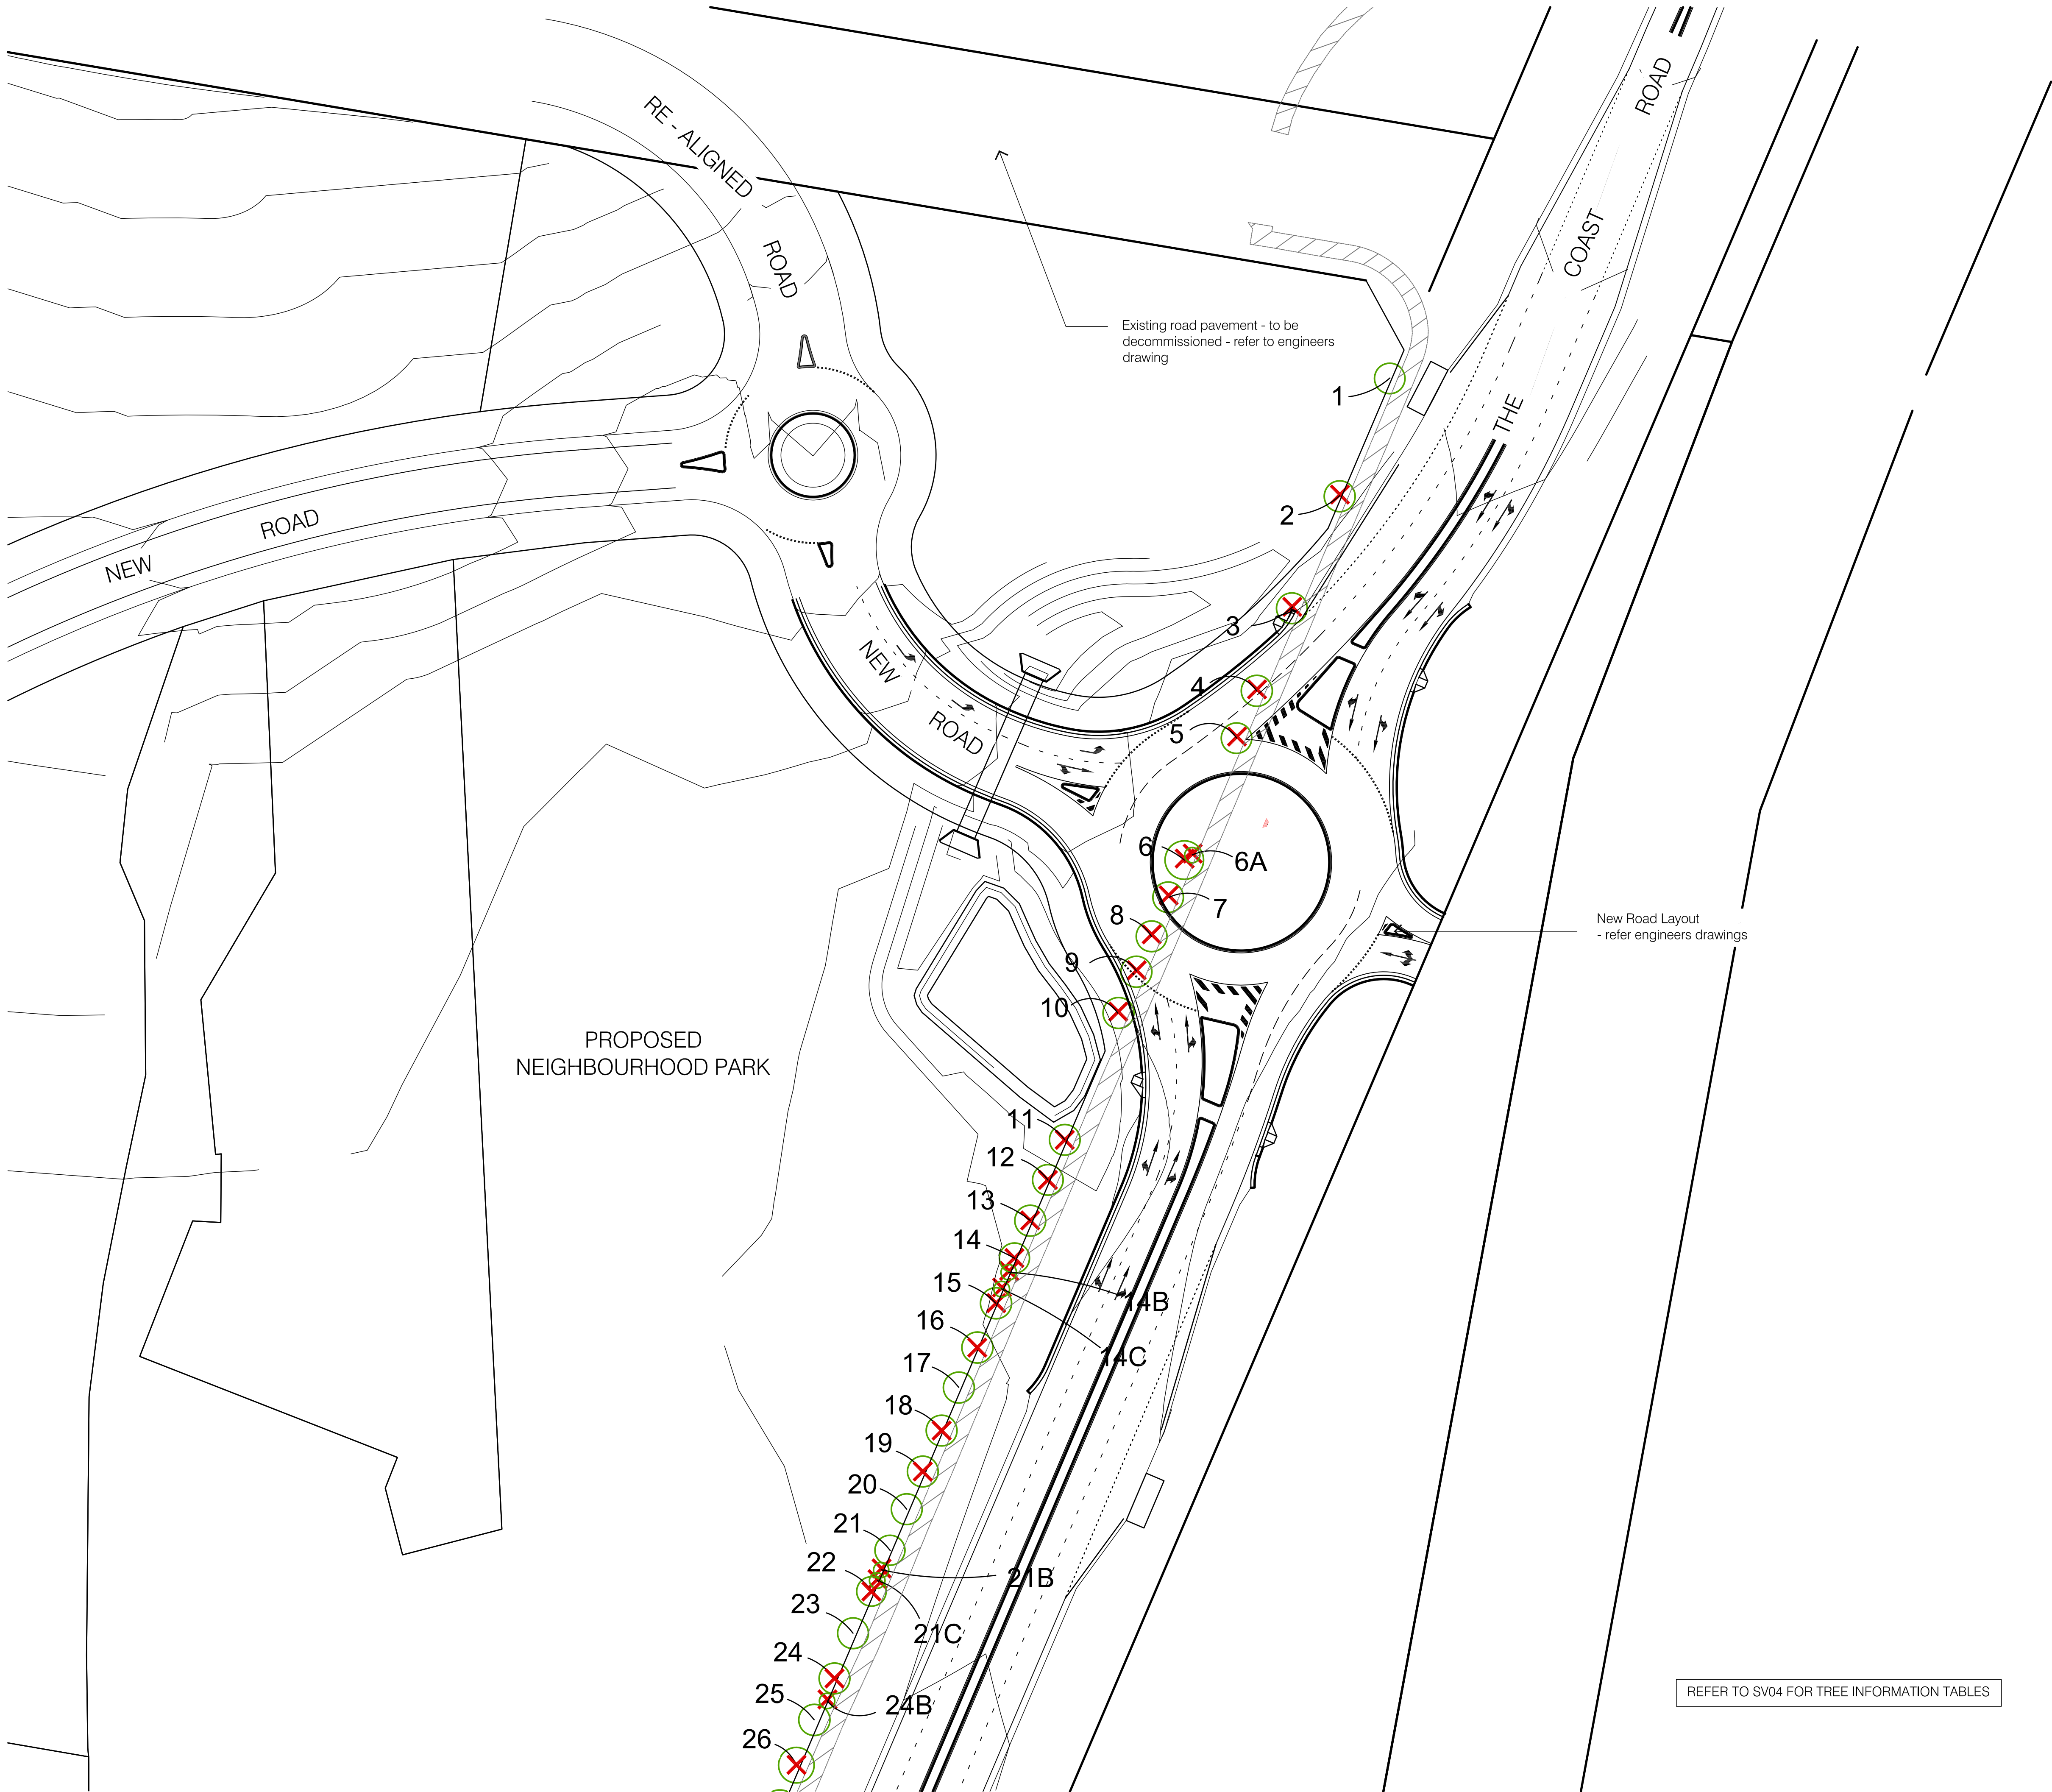 RE - ALIGNED
ROAD
THE COAST ROAD
Existing road pavement - to be
decommissioned - refer to engineers
drawing
1
2
NEW ROAD
3
NEW ROAD
4
5
6
6A
7
8
New Road Layout
- refer engineers drawings
9
10
PROPOSED
NEIGHBOURHOOD PARK
11
12
13
14
15
14B
16
14C
17
18
19
20
21
22
21B
23
21C
24
25
24B
REFER TO SV04 FOR TREE INFORMATION TABLES
26